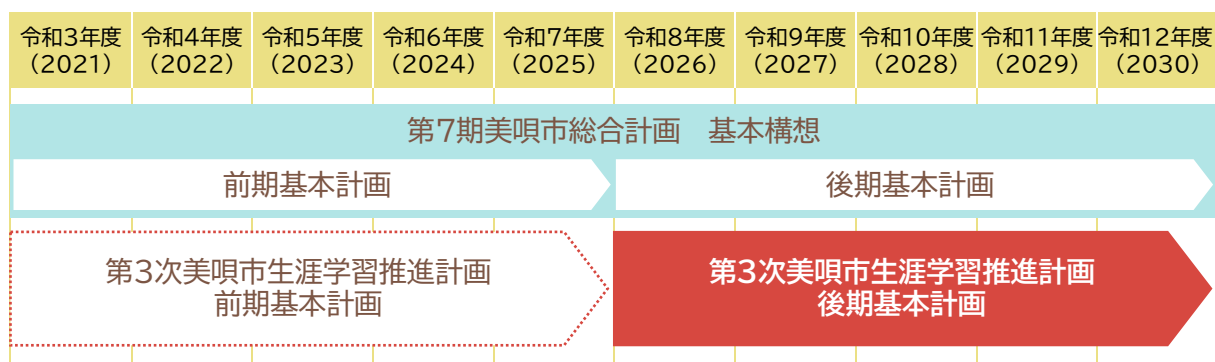 令和3年度 令和4年度 令和5年度 令和6年度 令和7年度 令和8年度 令和9年度 令和10年度 令和11年度 令和12年度
（2021） （2022） （2023） （2024） （2025） （2026） （2027） （2028） （2029） （2030）
第7期美唄市総合計画　基本構想
前期基本計画 後期基本計画
第3次美唄市生涯学習推進計画 第3次美唄市生涯学習推進計画
前期基本計画 後期基本計画